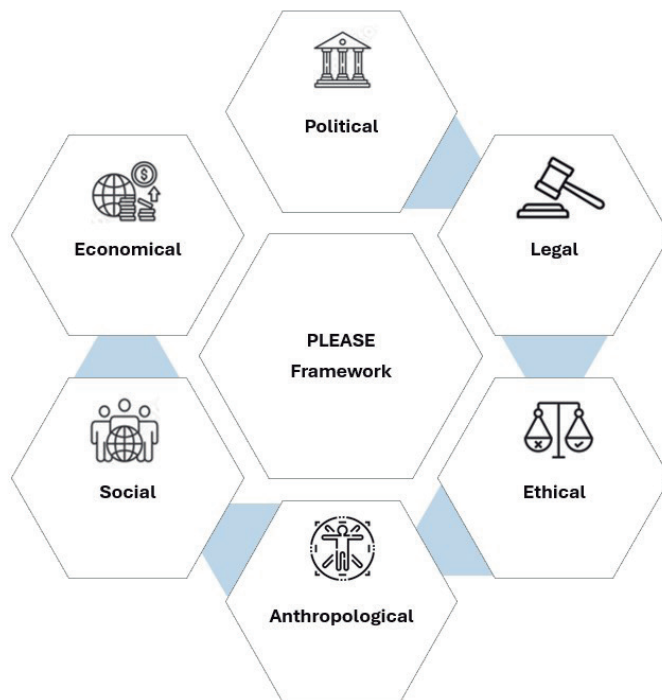 Political
Economical
Legal
PLEASE
Framework
Social
Ethical
Anthropological